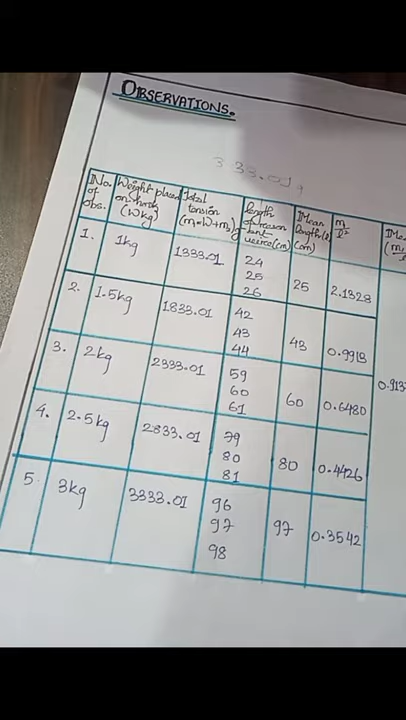 OBSERVATIONS.
333.01g
No. of obs. Weight placed on hook (W kg) Total tension (m=W+m₀)g length of resonant (cm) Mean length(l) (cm) m/l²
1. 1kg 1333.01 24 25 26 25 2.1328
2. 1.5kg 1833.01 42 43 44 43 0.9913
3. 2kg 2333.01 59 60 61 60 0.6480
4. 2.5kg 2833.01 79 80 81 80 0.4426
5. 3kg 3333.01 96 97 98 97 0.3542